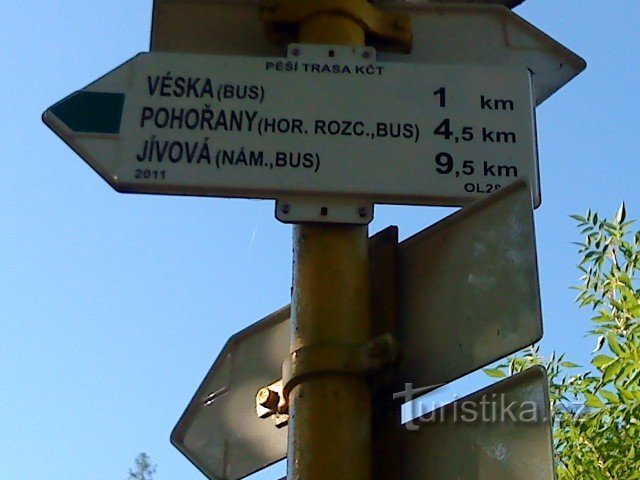 PĚŠÍ TRASA KČT
VÉSKA (BUS) 1 km
POHOŘANY (HOR. ROZC., BUS) 4,5 km
JÍVOVÁ (NÁM., BUS) 9,5 km
2011
turistika.cz